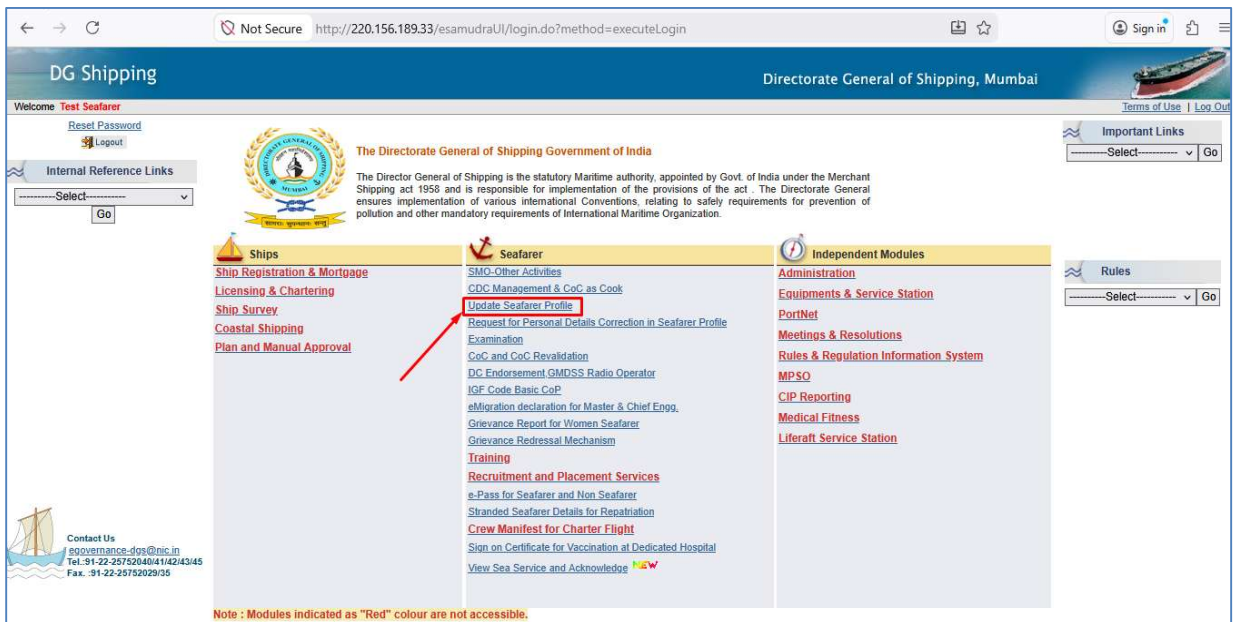 Not Secure http://220.156.189.33/esamudraUI/login.do?method=executeLogin
Sign in
DG Shipping
Directorate General of Shipping, Mumbai
Welcome Test Seafarer
Terms of Use | Log Out
Reset Password
Logout
Internal Reference Links
----------Select-----------
Go
The Directorate General of Shipping Government of India
The Director General of Shipping is the statutory Maritime authority, appointed by Govt. of India under the Merchant
Shipping act 1958 and is responsible for implementation of the provisions of the act . The Directorate General
ensures implementation of various international Conventions, relating to safely requirements for prevention of
pollution and other mandatory requirements of International Maritime Organization.
Important Links
----------Select-----------
Go
Ships
Ship Registration & Mortgage
Licensing & Chartering
Ship Survey
Coastal Shipping
Plan and Manual Approval
Seafarer
SMO-Other Activities
CDC Management & CoC as Cook
Update Seafarer Profile
Request for Personal Details Correction in Seafarer Profile
Examination
CoC and CoC Revalidation
DC Endorsement,GMDSS Radio Operator
IGF Code Basic CoP
eMigration declaration for Master & Chief Engg.
Grievance Report for Women Seafarer
Grievance Redressal Mechanism
Training
Recruitment and Placement Services
e-Pass for Seafarer and Non Seafarer
Stranded Seafarer Details for Repatriation
Crew Manifest for Charter Flight
Sign on Certificate for Vaccination at Dedicated Hospital
View Sea Service and Acknowledge NEW
Independent Modules
Administration
Equipments & Service Station
PortNet
Meetings & Resolutions
Rules & Regulation Information System
MPSO
CIP Reporting
Medical Fitness
Liferaft Service Station
Rules
----------Select-----------
Go
Contact Us
egovernance-dgs@nic.in
Tel.:91-22-25752040/41/42/43/45
Fax. :91-22-25752029/35
Note : Modules indicated as "Red" colour are not accessible.